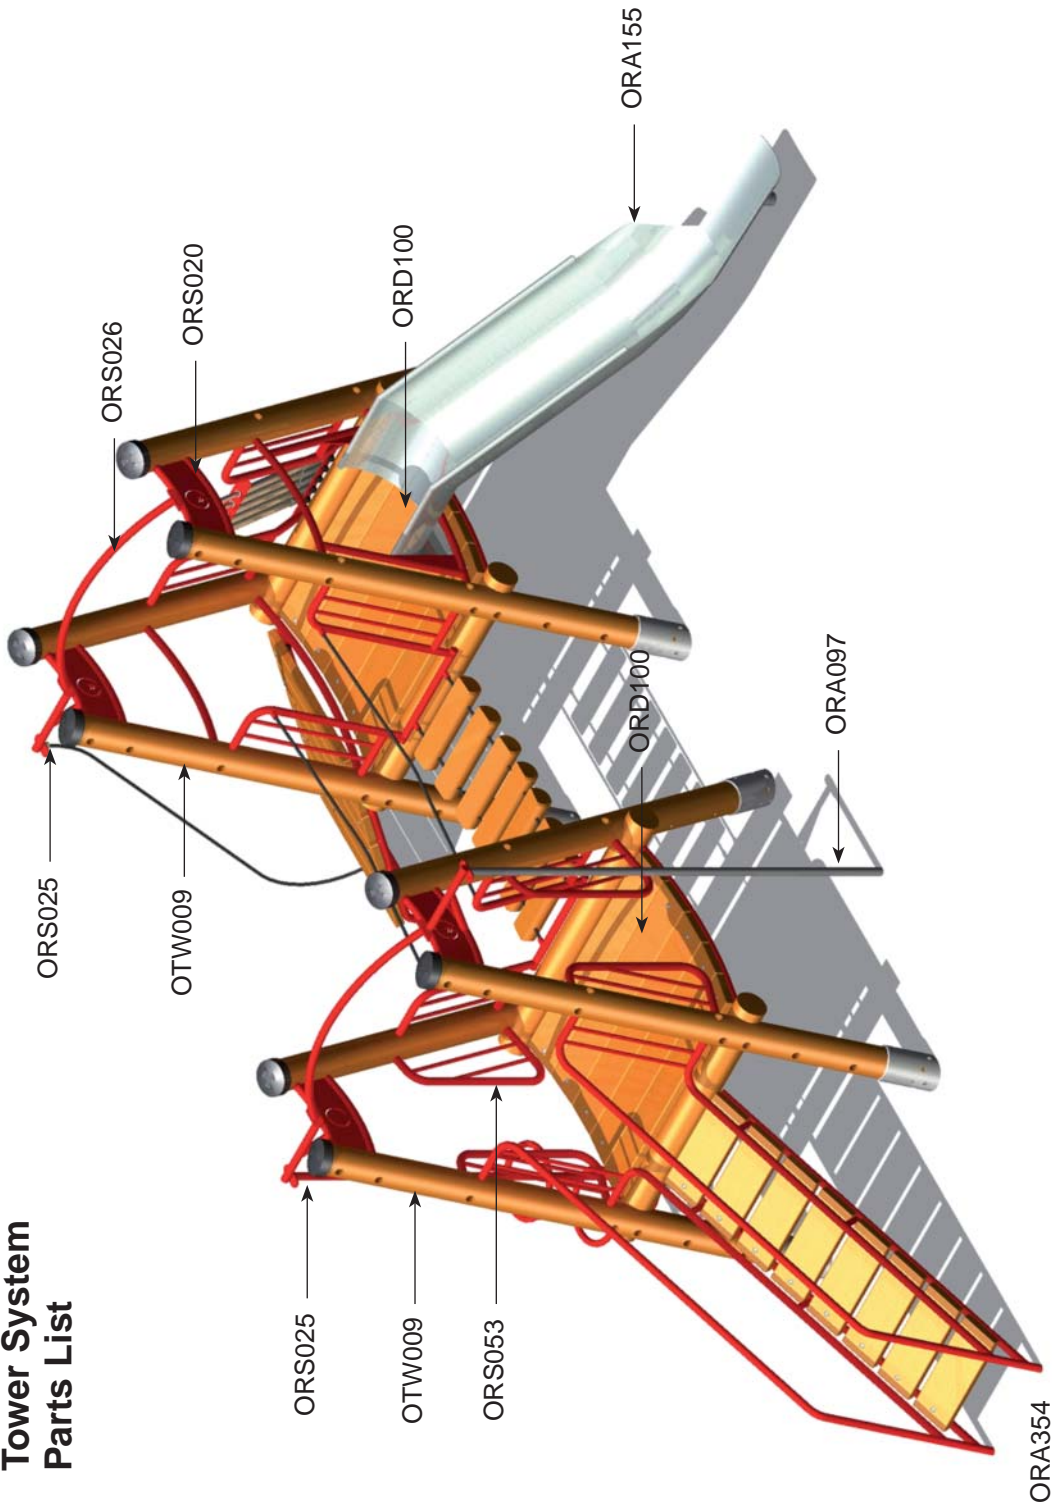 Tower System
Parts List
ORS025
OTW009
ORS026
ORS020
ORD100
ORA155
ORS025
OTW009
ORS053
ORD100
ORA097
ORA354